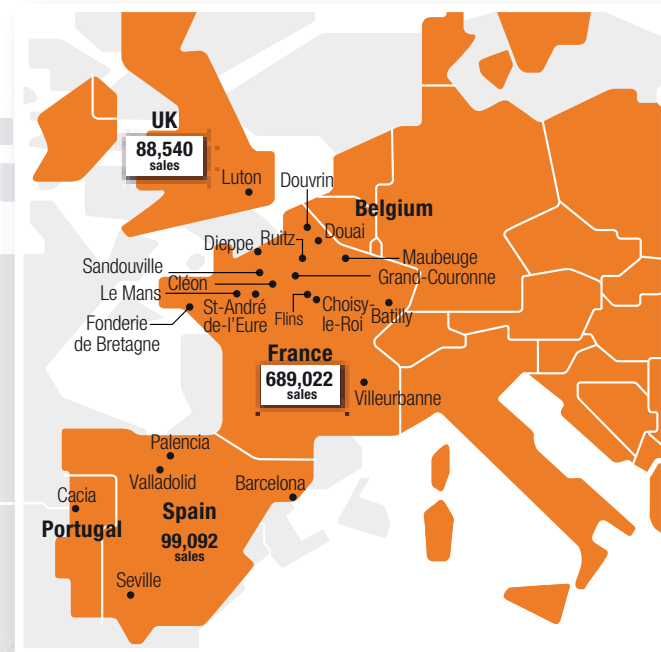 UK
88,540
sales
Luton
Douvrin
Belgium
Dieppe
Ruitz
Douai
Sandouville
Maubeuge
Cléon
Grand-Couronne
Le Mans
St-André
de-l'Eure
Flins
Choisy-
le-Roi
Batilly
Fonderie
de Bretagne
France
689,022
sales
Villeurbanne
Palencia
Valladolid
Barcelona
Cacia
Portugal
Spain
99,092
sales
Seville